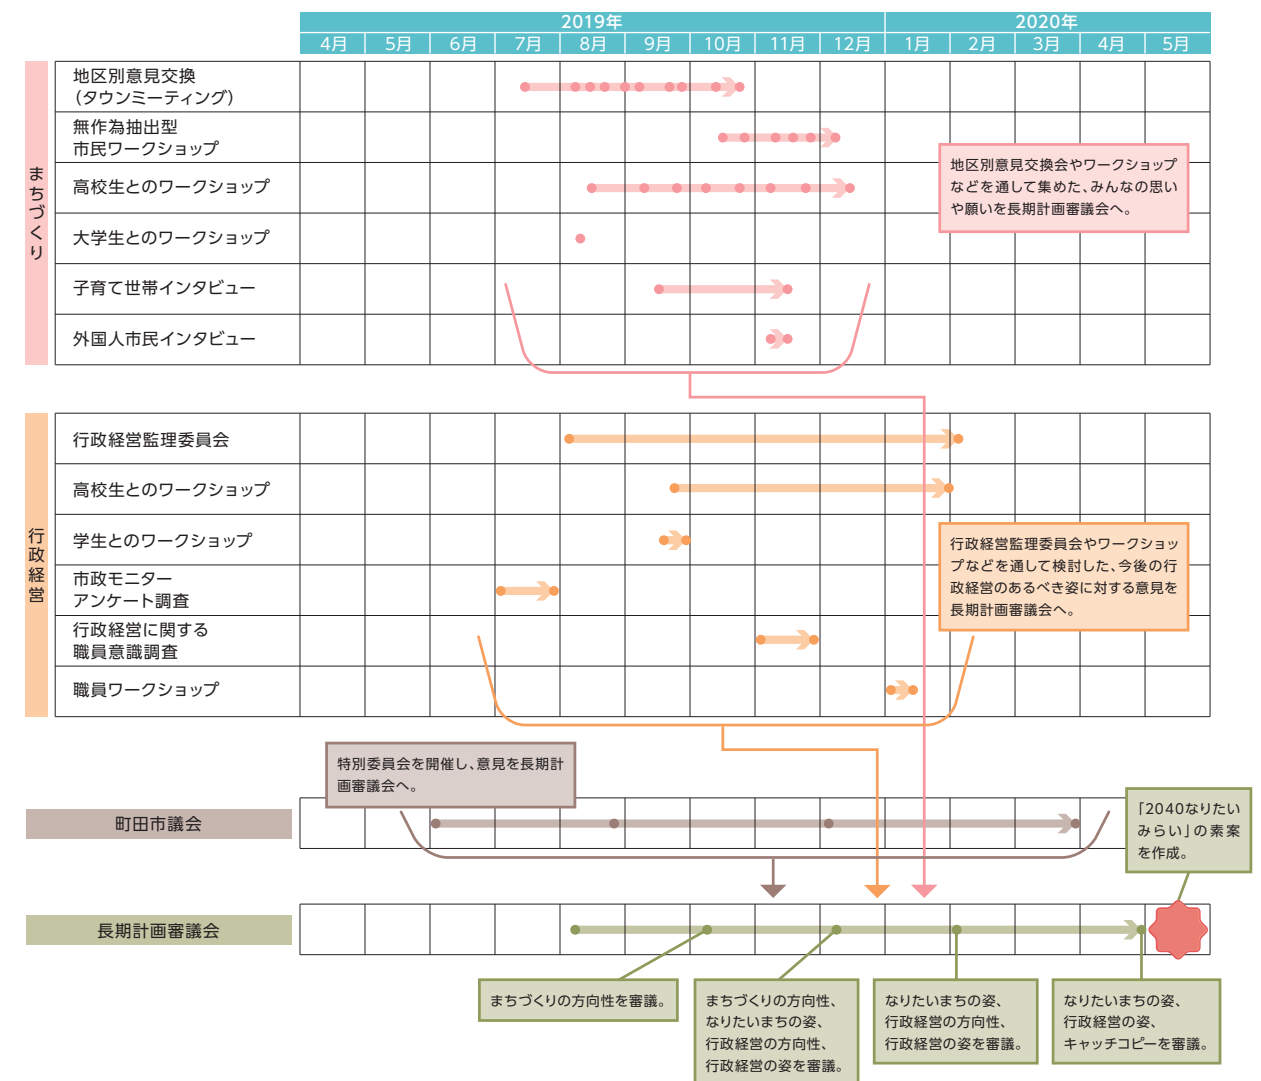 2019年
2020年
4月 5月 6月 7月 8月 9月 10月 11月 12月 1月 2月 3月 4月 5月
まちづくり
地区別意見交換
（タウンミーティング）
無作為抽出型
市民ワークショップ
高校生とのワークショップ
大学生とのワークショップ
子育て世帯インタビュー
外国人市民インタビュー
地区別意見交換会やワークショップ
などを通して集めた、みんなの思い
や願いを長期計画審議会へ。
行政経営
行政経営監理委員会
高校生とのワークショップ
学生とのワークショップ
市政モニター
アンケート調査
行政経営に関する
職員意識調査
職員ワークショップ
行政経営監理委員会やワークショッ
プなどを通して検討した、今後の行
政経営のあるべき姿に対する意見を
長期計画審議会へ。
特別委員会を開催し、意見を長期計
画審議会へ。
町田市議会
「2040なりたい
みらい」の素案
を作成。
長期計画審議会
まちづくりの方向性を審議。
まちづくりの方向性、
なりたいまちの姿、
行政経営の方向性、
行政経営の姿を審議。
なりたいまちの姿、
行政経営の方向性、
行政経営の姿を審議。
なりたいまちの姿、
行政経営の姿、
キャッチコピーを審議。